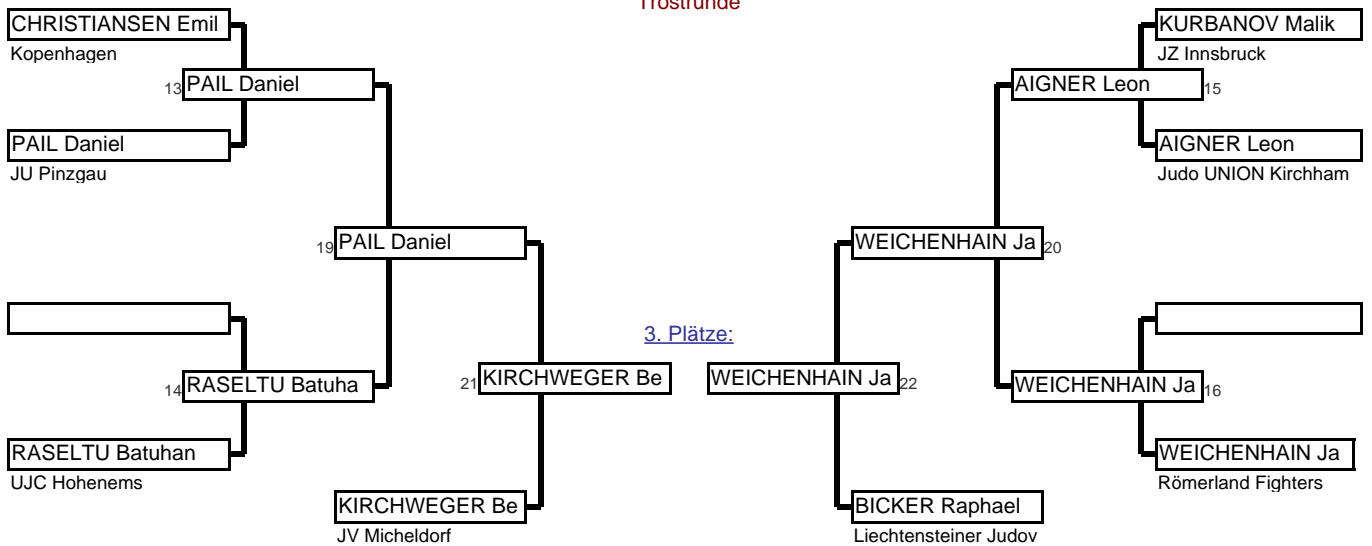 Trostrunde
CHRISTIANSEN Emil
Kopenhagen
13 PAIL Daniel
PAIL Daniel
JU Pinzgau
19 PAIL Daniel
14 RASELTU Batuha
RASELTU Batuhan
UJC Hohenems
21 KIRCHWEGER Be
KIRCHWEGER Be
JV Micheldorf
3. Plätze:
KURBANOV Malik
JZ Innsbruck
AIGNER Leon 15
AIGNER Leon
Judo UNION Kirchham
WEICHENHAIN Ja 20
WEICHENHAIN Ja 22
WEICHENHAIN Ja 16
WEICHENHAIN Ja
Römerland Fighters
BICKER Raphael
Liechtensteiner Judov